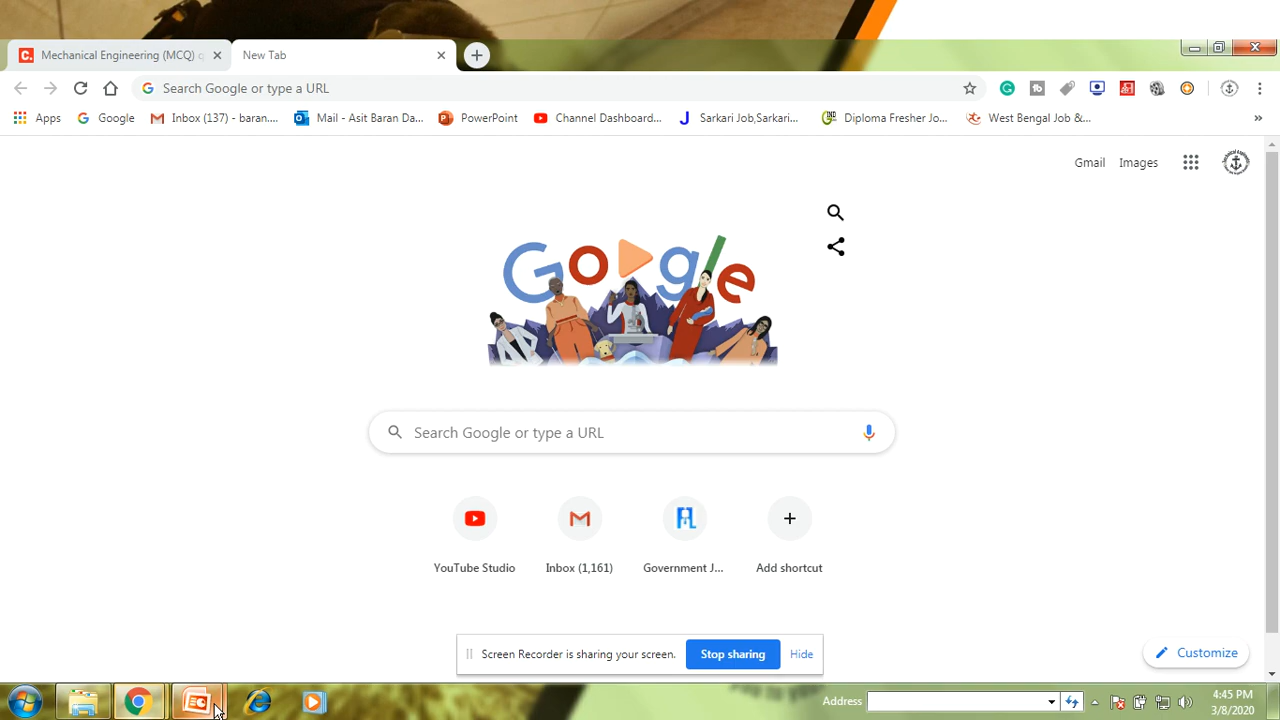 Mechanical Engineering (MCQ)
New Tab
Search Google or type a URL
Apps
Google
Inbox (137) - baran....
Mail - Asit Baran Da...
PowerPoint
Channel Dashboard...
Sarkari Job,Sarkari...
Diploma Fresher Jo...
West Bengal Job &...
Gmail
Images
Google
Search Google or type a URL
YouTube Studio
Inbox (1,161)
Government J...
Add shortcut
Screen Recorder is sharing your screen.
Stop sharing
Hide
Customize
Address
4:45 PM
3/8/2020